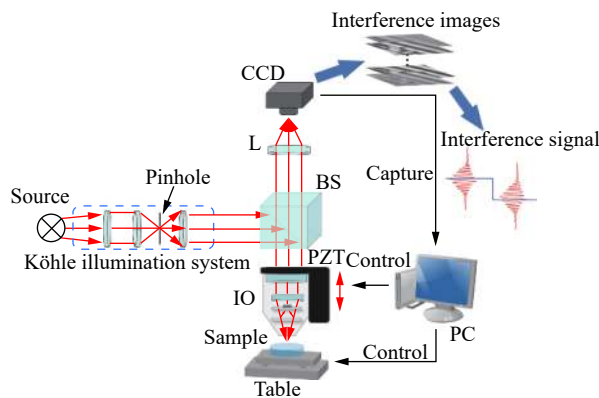 Interference images
CCD
L
Interference signal
Pinhole
BS
Capture
Source
Köhle illumination system
PZT
Control
IO
Sample
PC
Control
Table